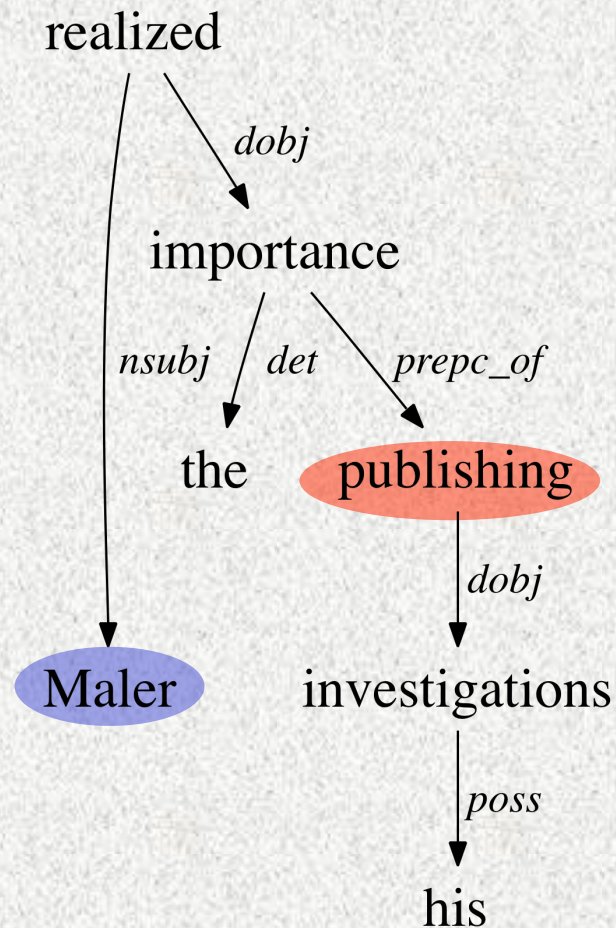 realized
dobj
importance
nsubj det prepc_of
the publishing
dobj
Maler investigations
poss
his